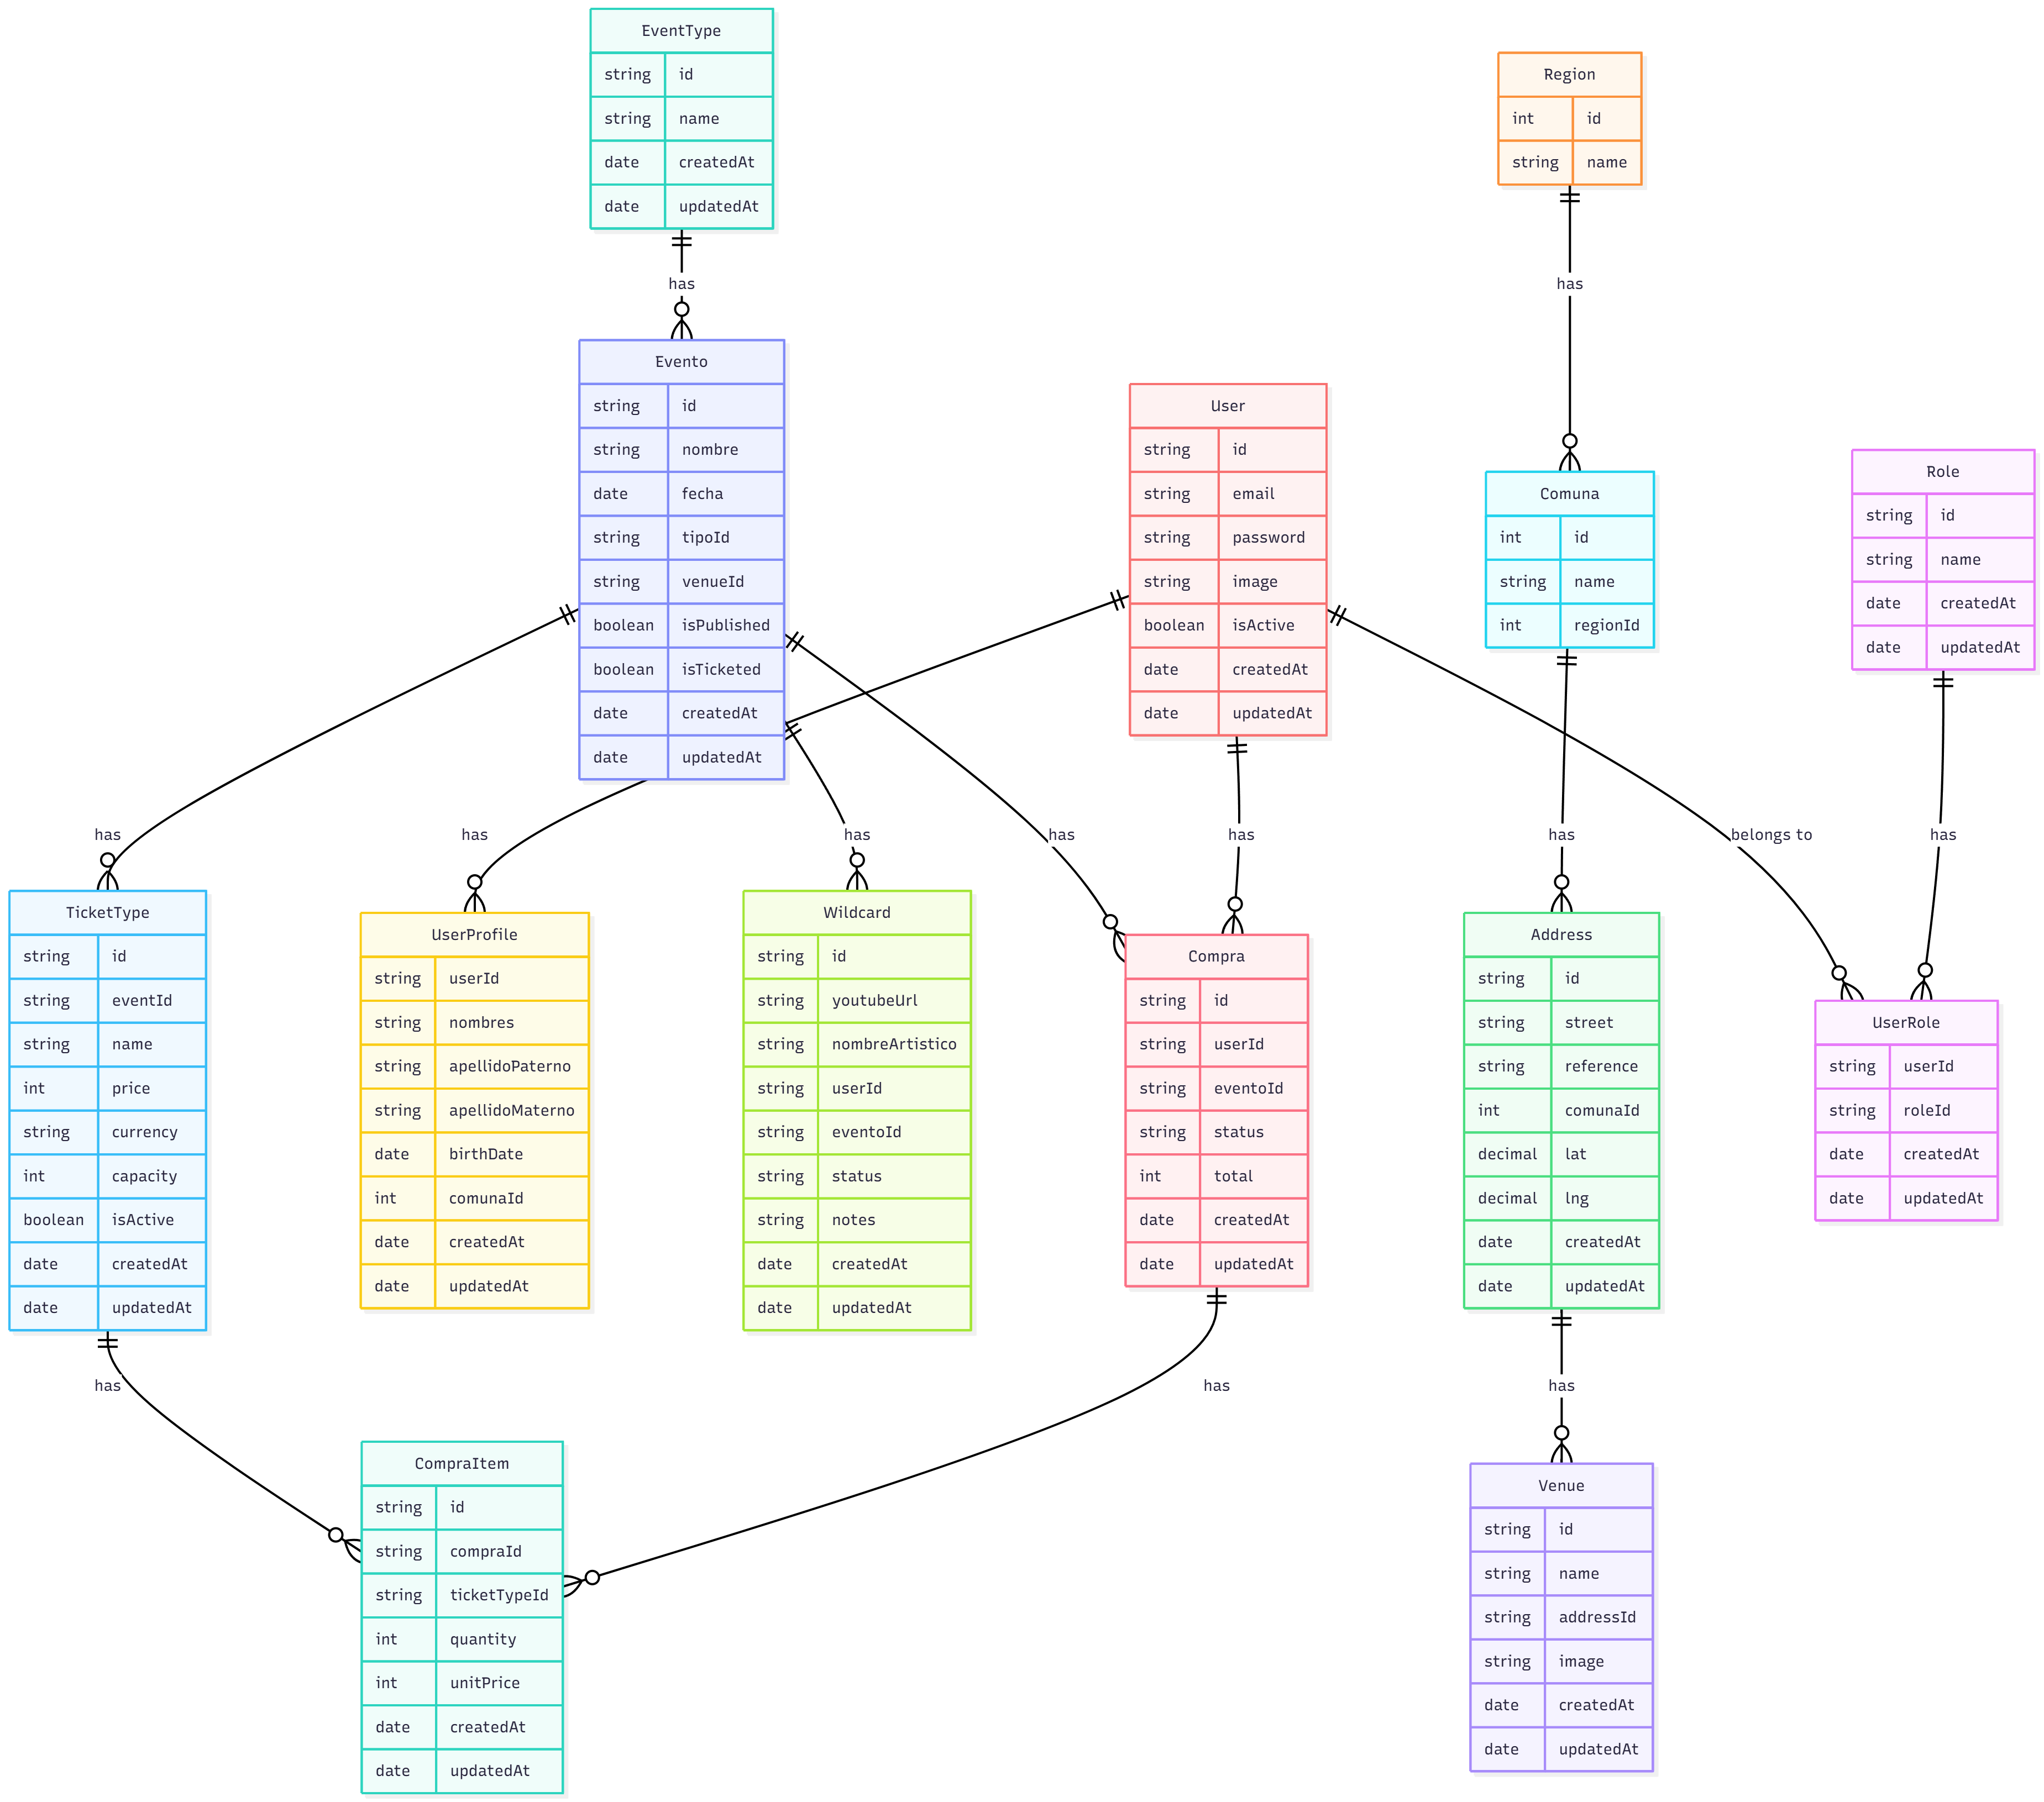 EventType
string id
string name
date createdAt
date updatedAt
has
Region
int id
string name
has
Evento
string id
string nombre
date fecha
string tipoId
string venueId
boolean isPublished
boolean isTicketed
date createdAt
date updatedAt
User
string id
string email
string password
string image
boolean isActive
date createdAt
date updatedAt
Comuna
int id
string name
int regionId
Role
string id
string name
date createdAt
date updatedAt
has
has
has
has
has
has
belongs to
has
TicketType
string id
string eventId
string name
int price
string currency
int capacity
boolean isActive
date createdAt
date updatedAt
UserProfile
string userId
string nombres
string apellidoPaterno
string apellidoMaterno
date birthDate
int comunaId
date createdAt
date updatedAt
Wildcard
string id
string youtubeUrl
string nombreArtistico
string userId
string eventoId
string status
string notes
date createdAt
date updatedAt
Compra
string id
string userId
string eventoId
string status
int total
date createdAt
date updatedAt
Address
string id
string street
string reference
int comunaId
decimal lat
decimal lng
date createdAt
date updatedAt
UserRole
string userId
string roleId
date createdAt
date updatedAt
has
has
has
CompraItem
string id
string compraId
string ticketTypeId
int quantity
int unitPrice
date createdAt
date updatedAt
Venue
string id
string name
string addressId
string image
date createdAt
date updatedAt